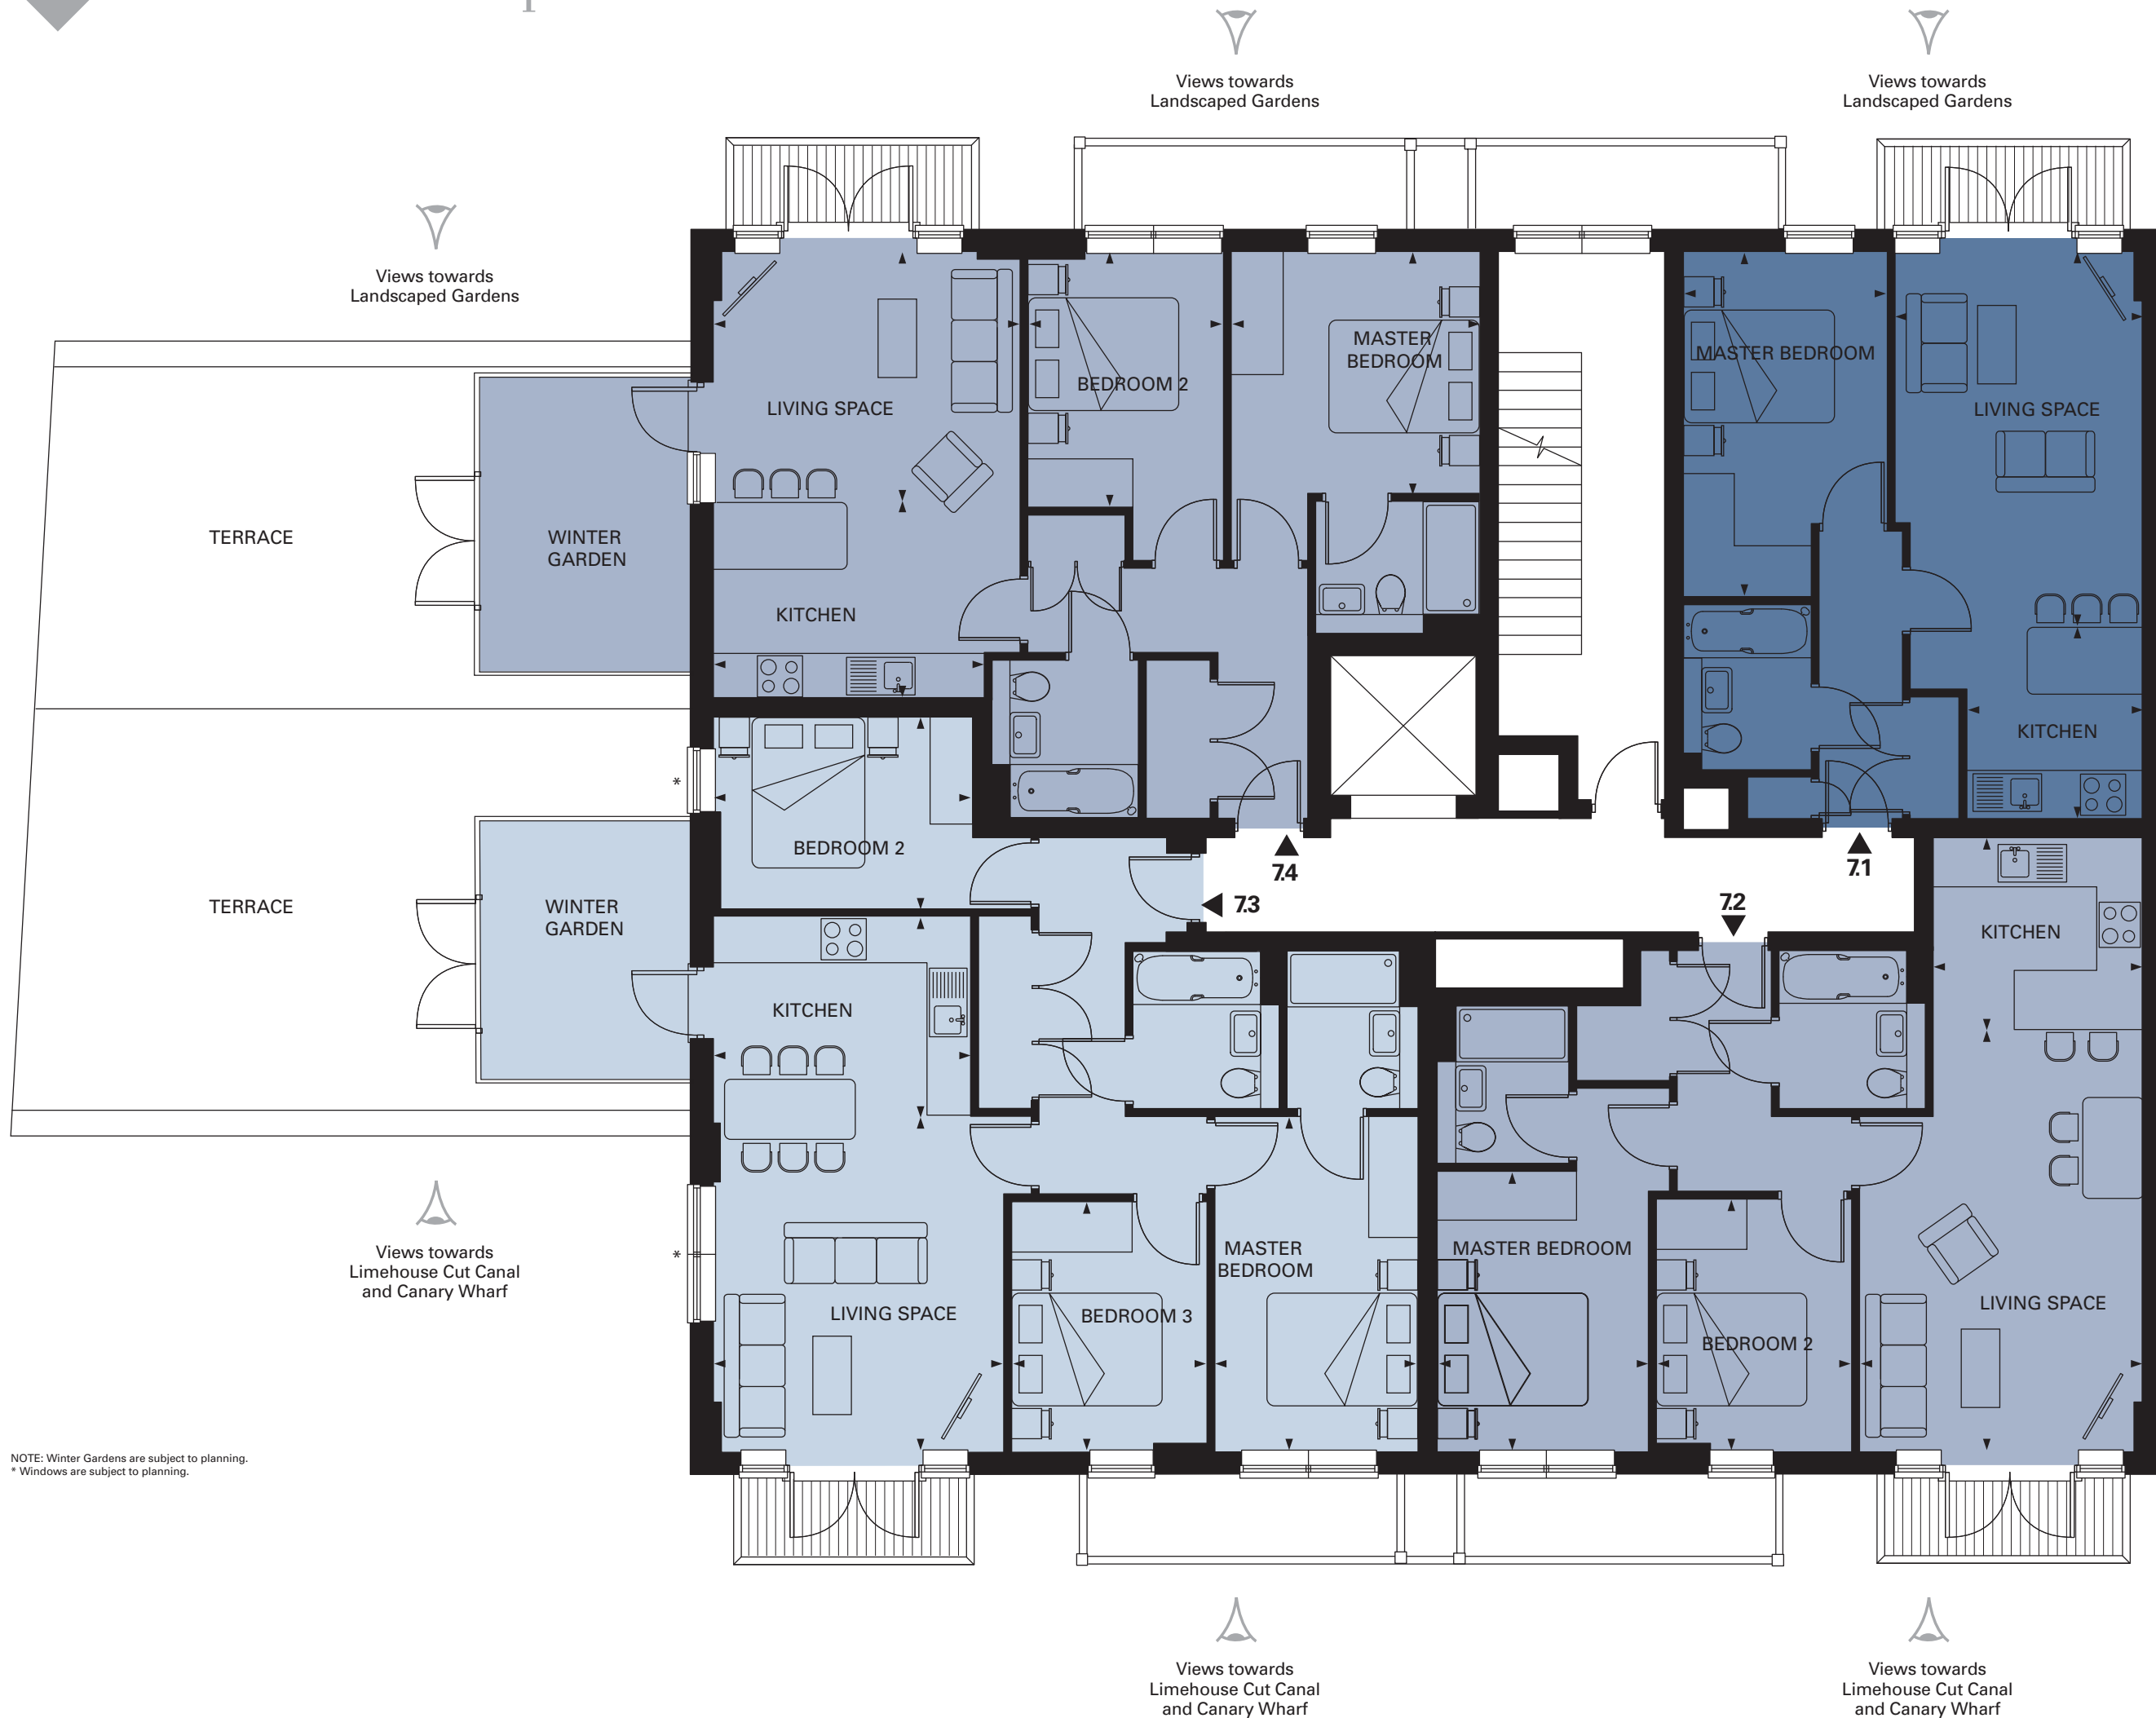 Views towards
Landscaped Gardens
Views towards
Landscaped Gardens
Views towards
Landscaped Gardens
MASTER
BEDROOM
MASTER BEDROOM
BEDROOM 2
LIVING SPACE
LIVING SPACE
TERRACE
WINTER
GARDEN
KITCHEN
KITCHEN
*
BEDROOM 2
7.4
7.1
TERRACE
WINTER
GARDEN
7.3
7.2
KITCHEN
KITCHEN
Views towards
Limehouse Cut Canal
and Canary Wharf
*
MASTER
BEDROOM
MASTER BEDROOM
LIVING SPACE
BEDROOM 3
LIVING SPACE
BEDROOM 2
NOTE: Winter Gardens are subject to planning.
* Windows are subject to planning.
Views towards
Limehouse Cut Canal
and Canary Wharf
Views towards
Limehouse Cut Canal
and Canary Wharf